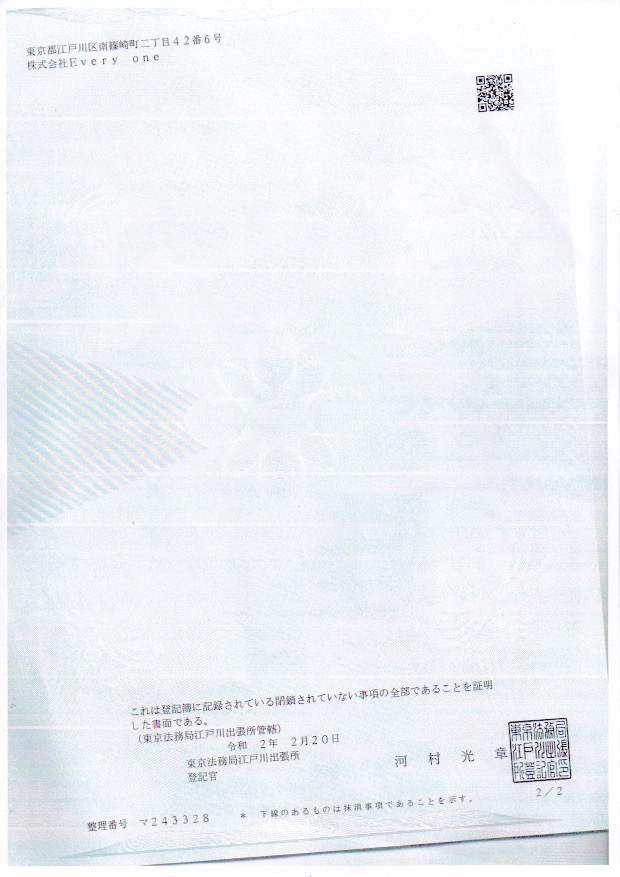 東京都江戸川区南篠崎町二丁目42番6号
株式会社Every one
これは登記簿に記録されている閉鎖されていない事項の全部であることを証明
した書面である。
(東京法務局江戸川出張所管轄)
令和 2年 2月20日
東京法務局江戸川出張所
登記官
河 村 光 章
東京法務局
江戸川出張
所登記官印
2/2
整理番号 マ243328 * 下線のあるものは抹消事項であることを示す。